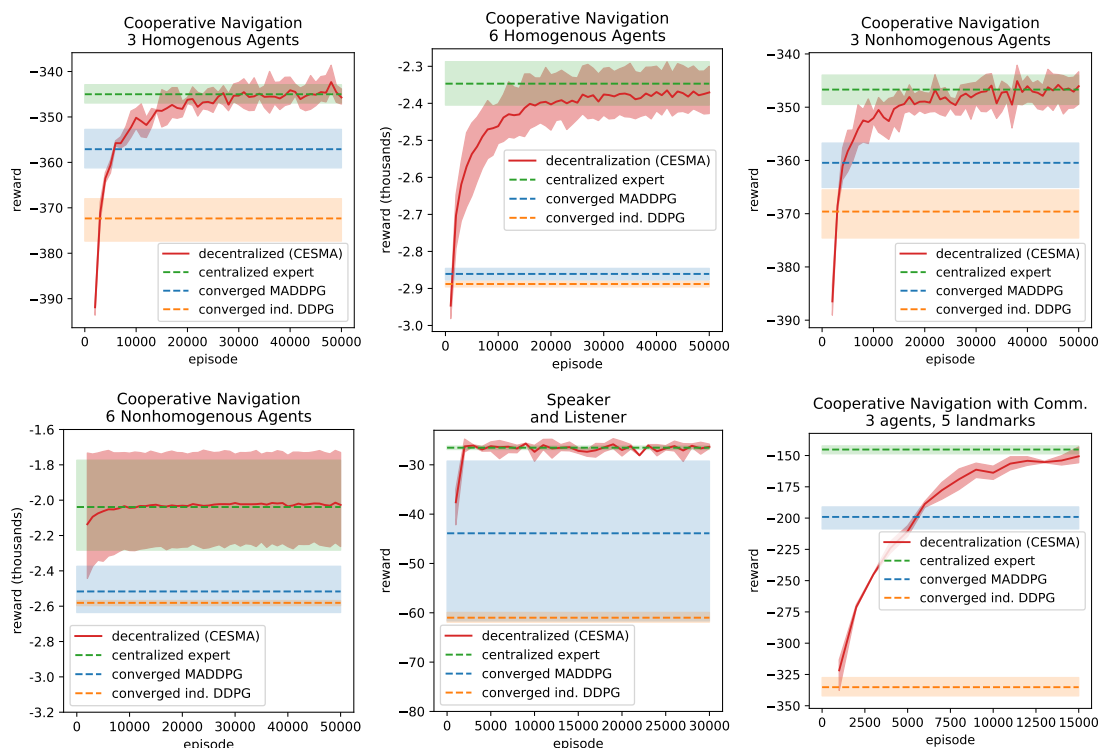 Cooperative Navigation
3 Homogenous Agents
−340
−350
−360
−370
−380
−390
reward
decentralized (CESMA)
centralized expert
converged MADDPG
converged ind. DDPG
0 10000 20000 30000 40000 50000
episode
Cooperative Navigation
6 Homogenous Agents
−2.3
−2.4
−2.5
−2.6
−2.7
−2.8
−2.9
−3.0
reward (thousands)
decentralization (CESMA)
centralized expert
converged MADDPG
converged ind. DDPG
0 10000 20000 30000 40000 50000
episode
Cooperative Navigation
3 Nonhomogenous Agents
−340
−350
−360
−370
−380
−390
reward
decentralized (CESMA)
centralized expert
converged MADDPG
converged ind. DDPG
0 10000 20000 30000 40000 50000
episode
Cooperative Navigation
6 Nonhomogenous Agents
−1.6
−1.8
−2.0
−2.2
−2.4
−2.6
−2.8
−3.0
−3.2
reward (thousands)
decentralized (CESMA)
centralized expert
converged MADDPG
converged ind. DDPG
0 10000 20000 30000 40000 50000
episode
Speaker
and Listener
−30
−40
−50
−60
−70
−80
reward
decentralized (CESMA)
centralized expert
converged MADDPG
converged ind. DDPG
0 5000 10000 15000 20000 25000 30000
episode
Cooperative Navigation with Comm.
3 agents, 5 landmarks
−150
−175
−200
−225
−250
−275
−300
−325
−350
reward
decentralization (CESMA)
centralized expert
converged MADDPG
converged ind. DDPG
0 2500 5000 7500 10000 12500 15000
episode